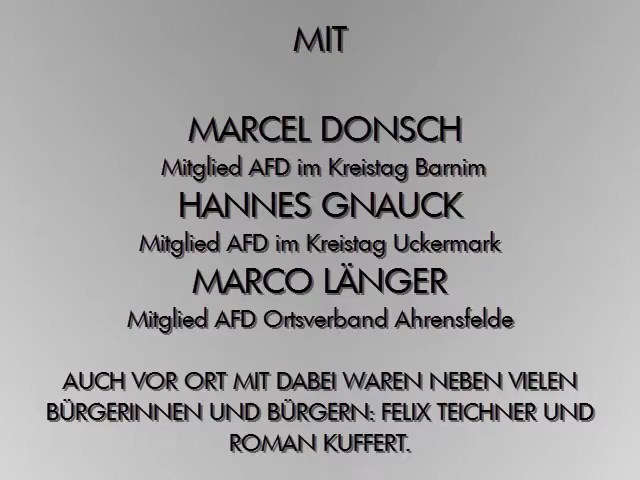 MIT
MARCEL DONSCH
Mitglied AFD im Kreistag Barnim
HANNES GNAUCK
Mitglied AFD im Kreistag Uckermark
MARCO LÄNGER
Mitglied AFD Ortsverband Ahrensfelde
AUCH VOR ORT MIT DABEI WAREN NEBEN VIELEN
BÜRGERINNEN UND BÜRGERN: FELIX TEICHNER UND
ROMAN KUFFERT.